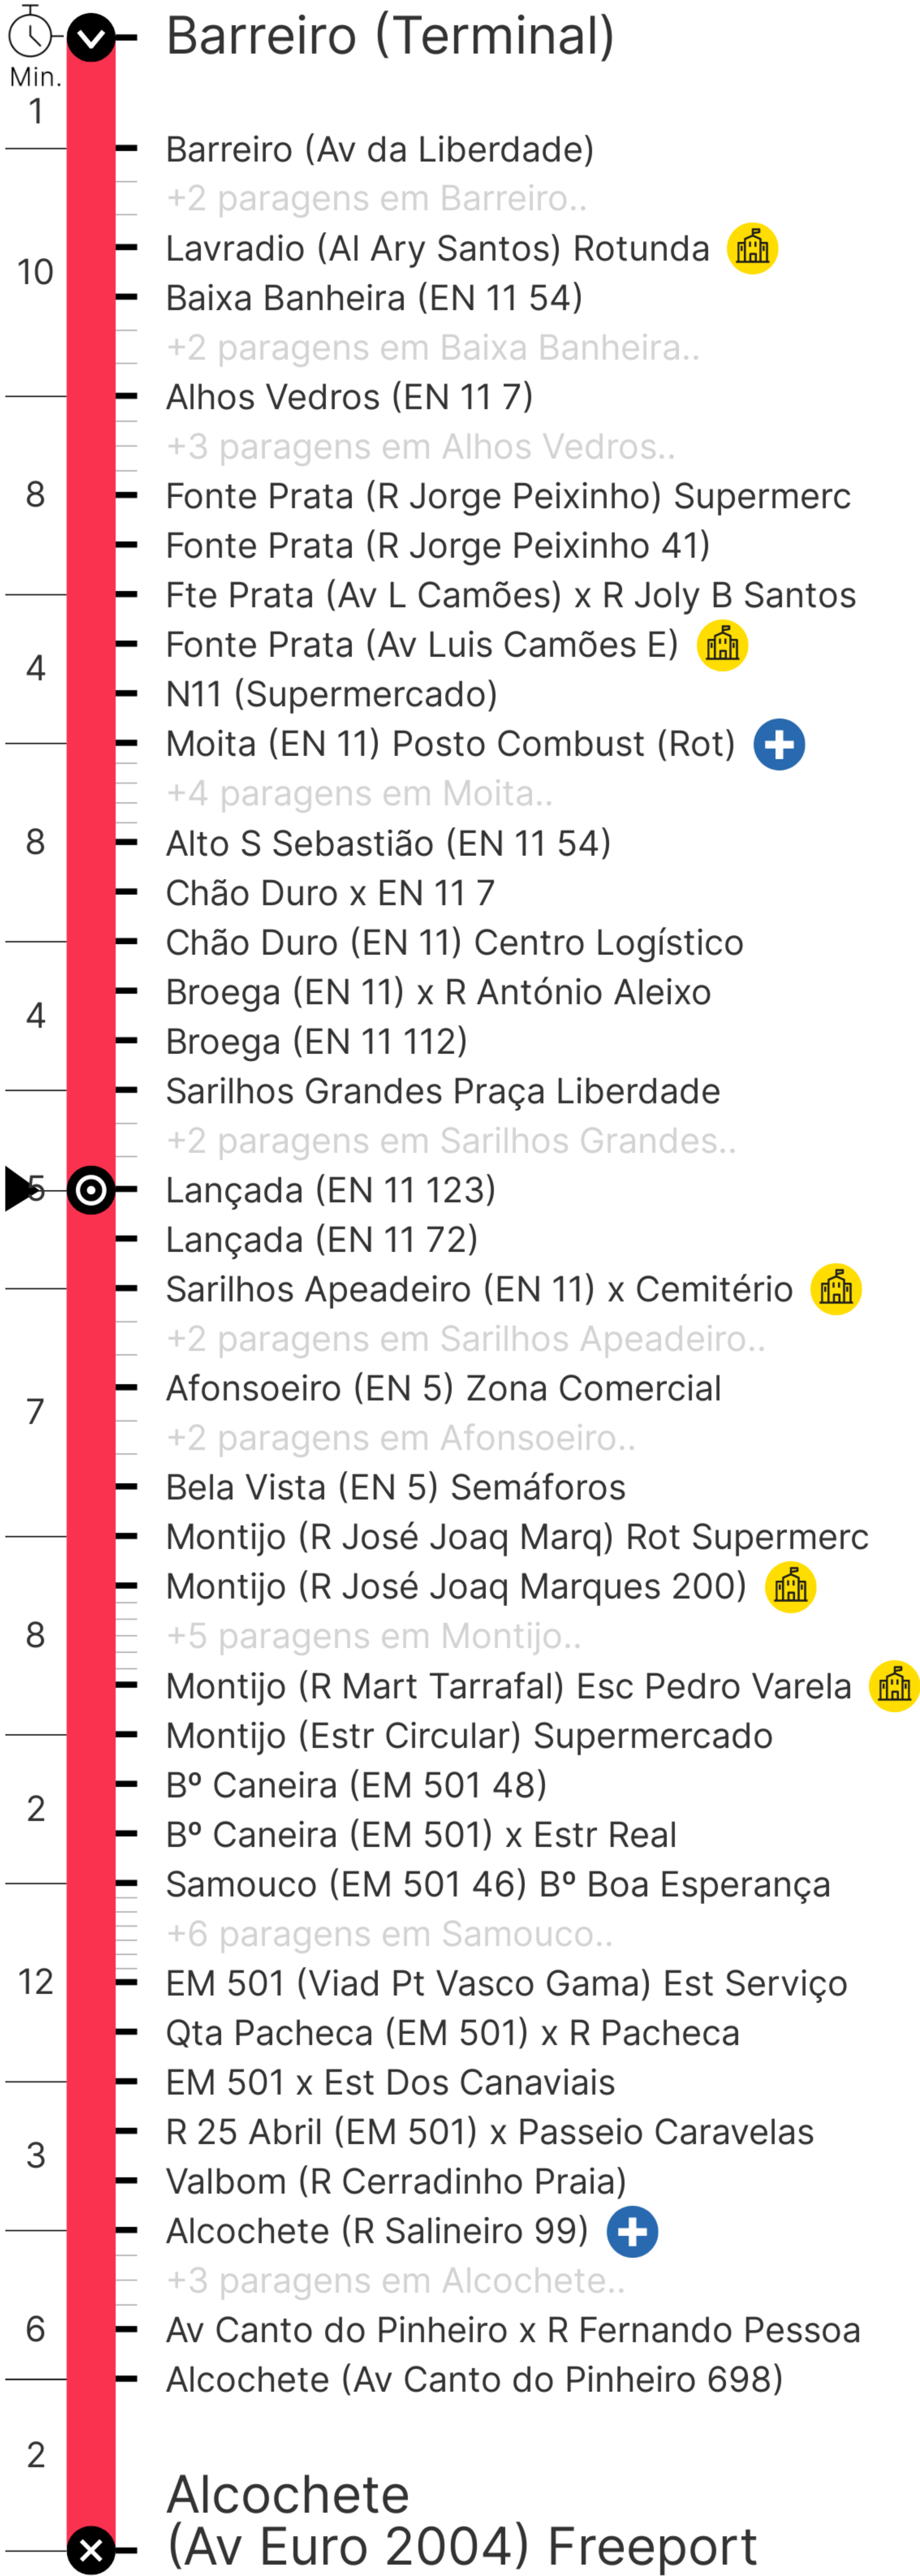 Barreiro (Terminal)
Min.
1
Barreiro (Av da Liberdade)
+2 paragens em Barreiro..
Lavradio (Al Ary Santos) Rotunda
10
Baixa Banheira (EN 11 54)
+2 paragens em Baixa Banheira..
Alhos Vedros (EN 11 7)
+3 paragens em Alhos Vedros..
8
Fonte Prata (R Jorge Peixinho) Supermerc
Fonte Prata (R Jorge Peixinho 41)
Fte Prata (Av L Camões) x R Joly B Santos
Fonte Prata (Av Luis Camões E)
4
N11 (Supermercado)
Moita (EN 11) Posto Combust (Rot)
+4 paragens em Moita..
8
Alto S Sebastião (EN 11 54)
Chão Duro x EN 11 7
Chão Duro (EN 11) Centro Logístico
Broega (EN 11) x R António Aleixo
4
Broega (EN 11 112)
Sarilhos Grandes Praça Liberdade
+2 paragens em Sarilhos Grandes..
5
Lançada (EN 11 123)
Lançada (EN 11 72)
Sarilhos Apeadeiro (EN 11) x Cemitério
+2 paragens em Sarilhos Apeadeiro..
Afonsoeiro (EN 5) Zona Comercial
7
+2 paragens em Afonsoeiro..
Bela Vista (EN 5) Semáforos
Montijo (R José Joaq Marq) Rot Supermerc
Montijo (R José Joaq Marques 200)
8
+5 paragens em Montijo..
Montijo (R Mart Tarrafal) Esc Pedro Varela
Montijo (Estr Circular) Supermercado
Bº Caneira (EM 501 48)
2
Bº Caneira (EM 501) x Estr Real
Samouco (EM 501 46) Bº Boa Esperança
+6 paragens em Samouco..
12
EM 501 (Viad Pt Vasco Gama) Est Serviço
Qta Pacheca (EM 501) x R Pacheca
EM 501 x Est Dos Canaviais
R 25 Abril (EM 501) x Passeio Caravelas
3
Valbom (R Cerradinho Praia)
Alcochete (R Salineiro 99)
+3 paragens em Alcochete..
6
Av Canto do Pinheiro x R Fernando Pessoa
Alcochete (Av Canto do Pinheiro 698)
2
Alcochete
(Av Euro 2004) Freeport